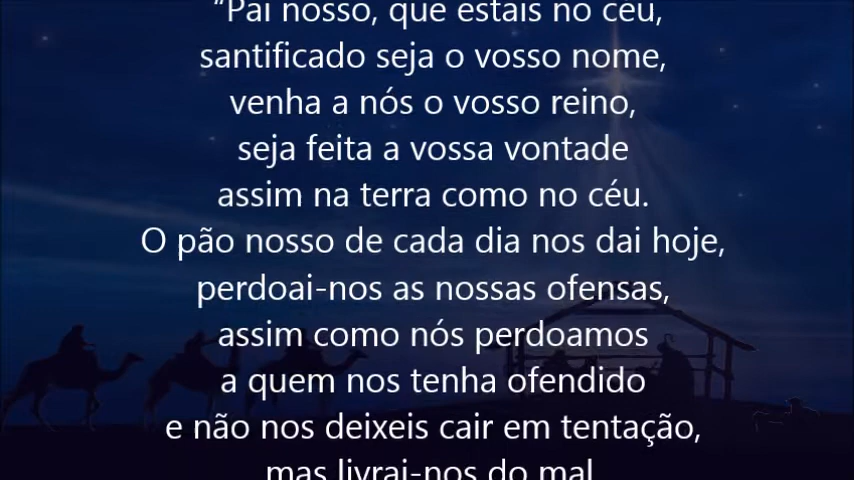 “Pai nosso, que estais no céu,
santificado seja o vosso nome,
venha a nós o vosso reino,
seja feita a vossa vontade
assim na terra como no céu.
O pão nosso de cada dia nos dai hoje,
perdoai-nos as nossas ofensas,
assim como nós perdoamos
a quem nos tenha ofendido
e não nos deixeis cair em tentação,
mas livrai-nos do mal